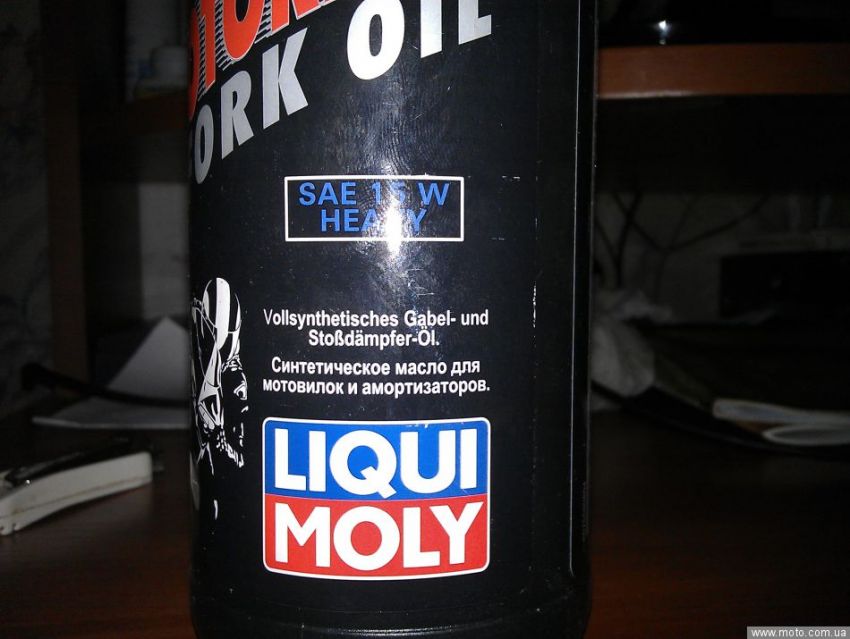 ORK OIL
SAE 15 W
HEAVY
Vollsynthetisches Gabel- und
Stoßdämpfer-Öl.
Синтетическое масло для
мотовилок и амортизаторов.
LIQUI
MOLY
www.moto.com.ua